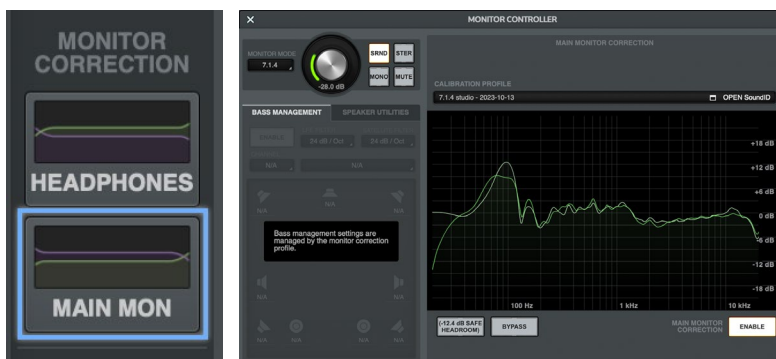 MONITOR
CORRECTION
HEADPHONES
MAIN MON
MONITOR CONTROLLER
MONITOR MODE
7.1.4
-28.0 dB
SRND
STER
MONO
MUTE
BASS MANAGEMENT
SPEAKER UTILITIES
ENABLE
24 dB / Oct
24 dB / Oct
N/A
N/A
N/A
N/A
N/A
Bass management settings are
managed by the monitor correction
profile.
N/A
N/A
N/A
N/A
N/A
N/A
MAIN MONITOR CORRECTION
CALIBRATION PROFILE
7.1.4 studio - 2023-10-13
OPEN SoundID
+18 dB
+12 dB
+6 dB
0 dB
-6 dB
-12 dB
-18 dB
100 Hz
1 kHz
10 kHz
(-12.4 dB SAFE
HEADROOM)
BYPASS
MAIN MONITOR
CORRECTION
ENABLE